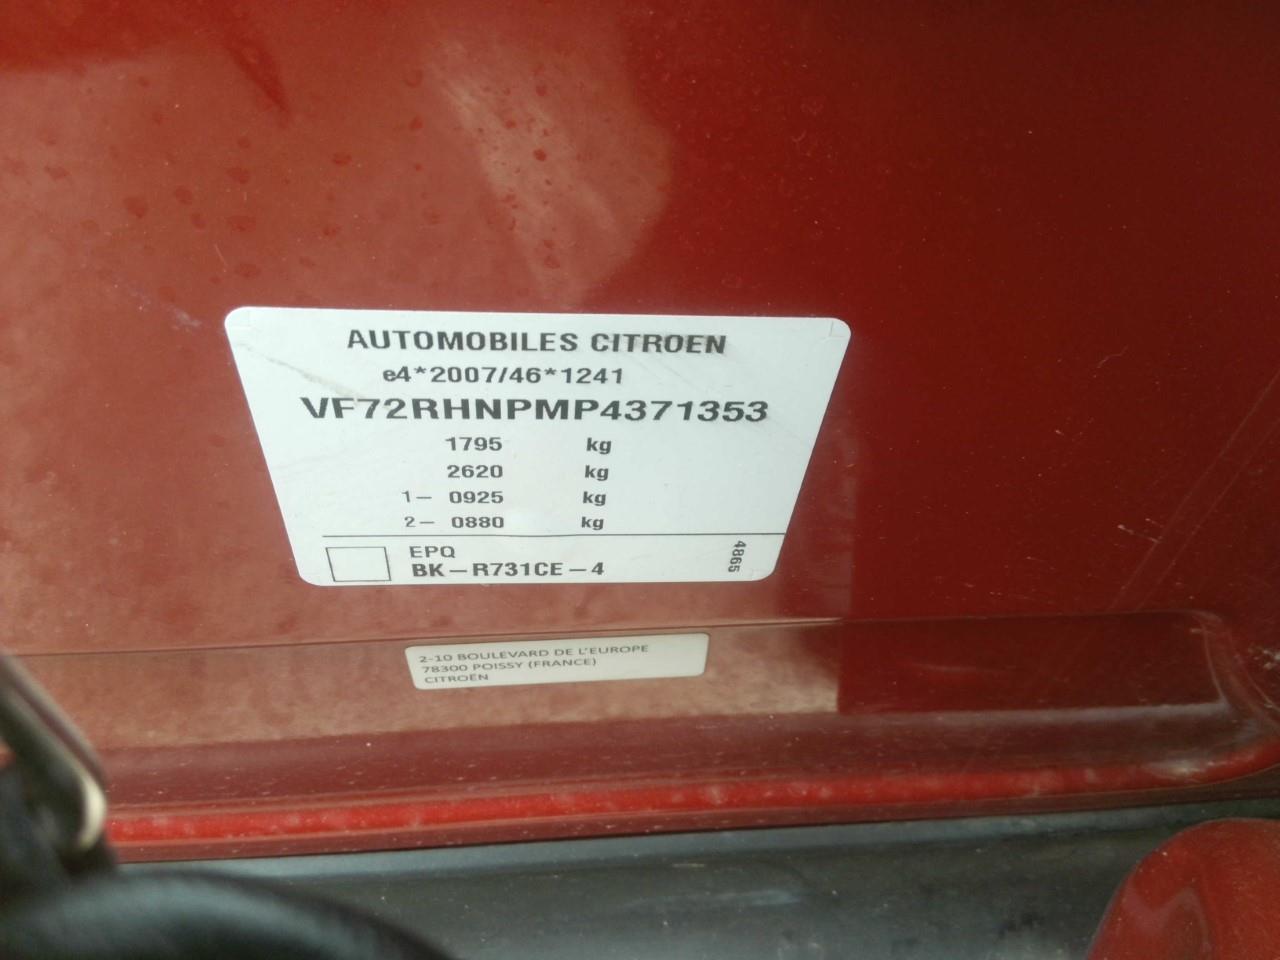 AUTOMOBILES CITROEN
e4*2007/46*1241
VF72RHNPMP4371353
1795 kg
2620 kg
1- 0925 kg
2- 0880 kg
EPQ
BK-R731CE-4
4865
2-10 BOULEVARD DE L'EUROPE
78300 POISSY (FRANCE)
CITROËN